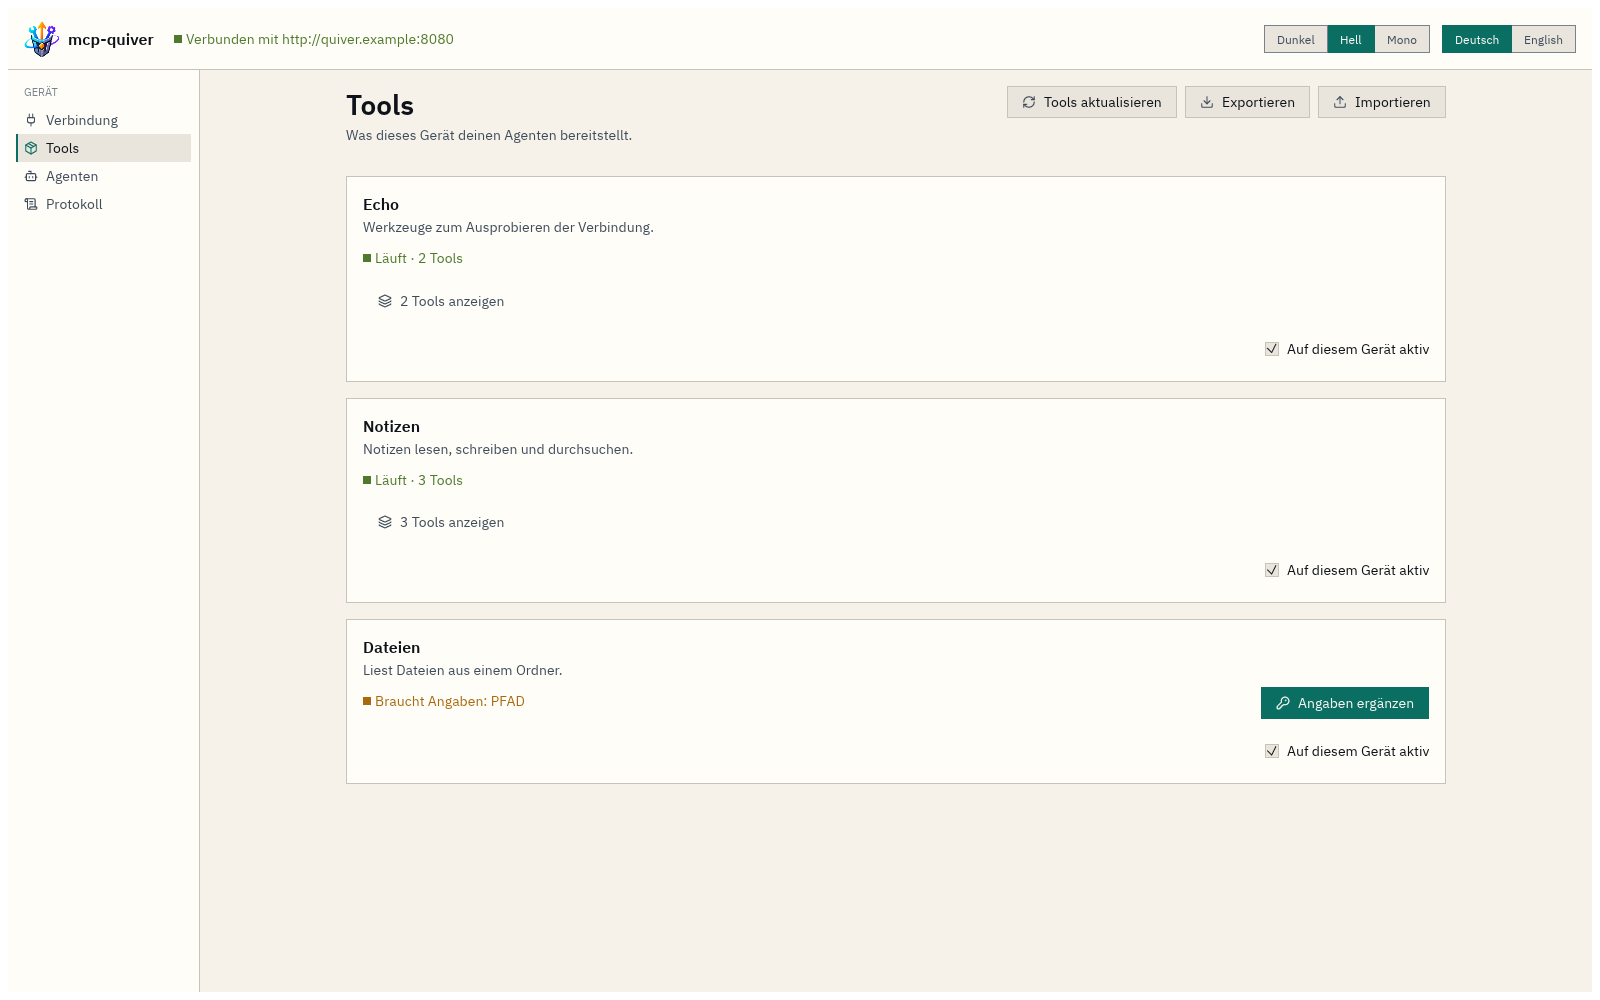 mcp-quiver
Verbunden mit http://quiver.example:8080
Dunkel Hell Mono Deutsch English
GERÄT
Verbindung
Tools
Agenten
Protokoll
Tools
Was dieses Gerät deinen Agenten bereitstellt.
Tools aktualisieren Exportieren Importieren
Echo
Werkzeuge zum Ausprobieren der Verbindung.
Läuft · 2 Tools
2 Tools anzeigen
Auf diesem Gerät aktiv
Notizen
Notizen lesen, schreiben und durchsuchen.
Läuft · 3 Tools
3 Tools anzeigen
Auf diesem Gerät aktiv
Dateien
Liest Dateien aus einem Ordner.
Braucht Angaben: PFAD
Angaben ergänzen
Auf diesem Gerät aktiv